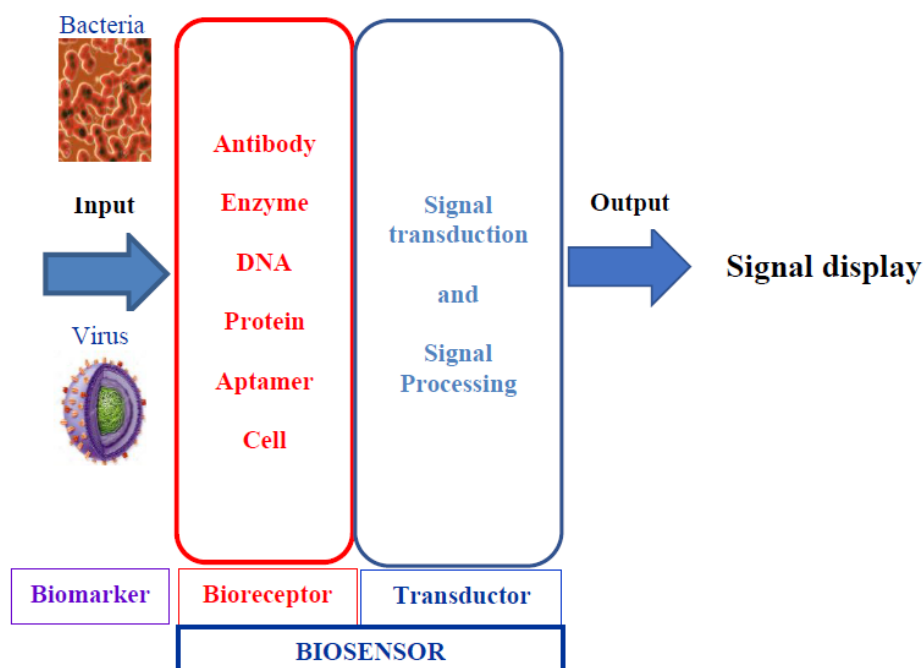 Bacteria
Input
Virus
Antibody
Enzyme
DNA
Protein
Aptamer
Cell
Signal
transduction
and
Signal
Processing
Output
Signal display
Biomarker
Bioreceptor
Transductor
BIOSENSOR